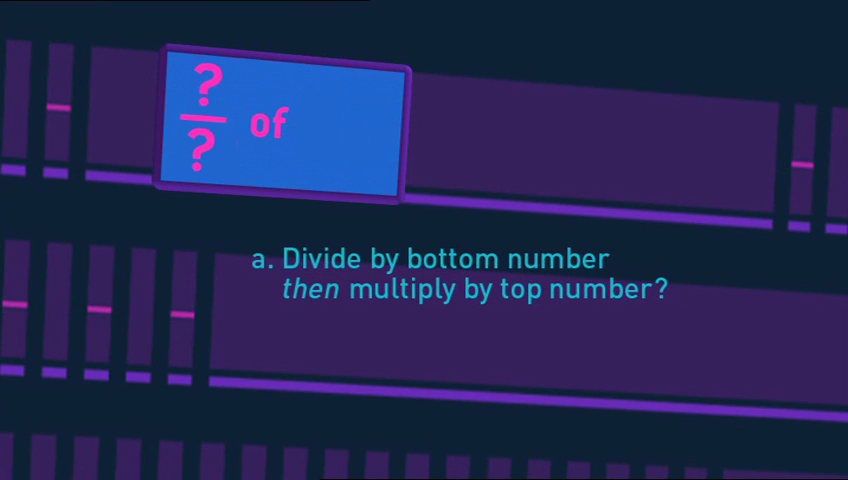 ?
? of
a. Divide by bottom number
then multiply by top number?